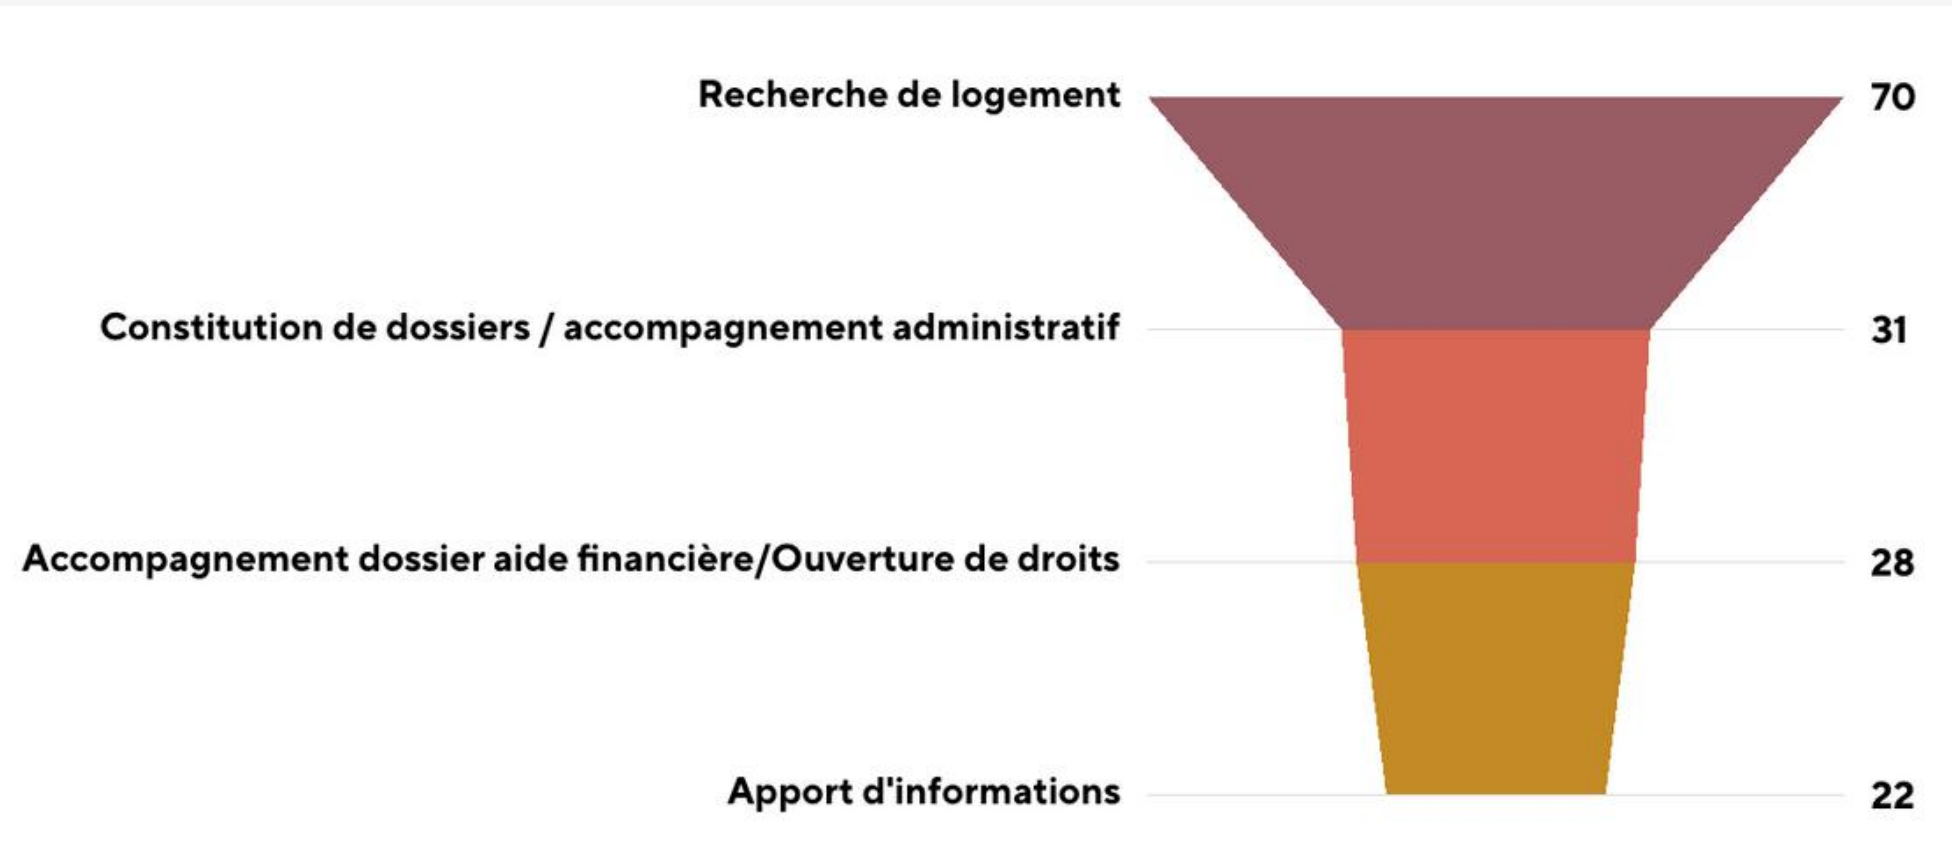 Recherche de logement 70
Constitution de dossiers / accompagnement administratif 31
Accompagnement dossier aide financière/Ouverture de droits 28
Apport d'informations 22